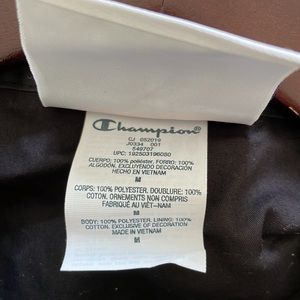 Champion
CJ 052019
J0334 001
549707
UPC: 192503196080
CUERPO: 100% poliéster, FORRO: 100%
ALGODÓN, EXCLUYENDO DECORACIÓN
HECHO EN VIETNAM
M
CORPS: 100% POLYESTER. DOUBLURE: 100%
COTON. ORNEMENTS NON COMPRIS
FABRIQUÉ AU VIÊT-NAM
M
BODY: 100% POLYESTER, LINING: 100%
COTTON. EXCLUSIVE OF DECORATION
MADE IN VIETNAM
M